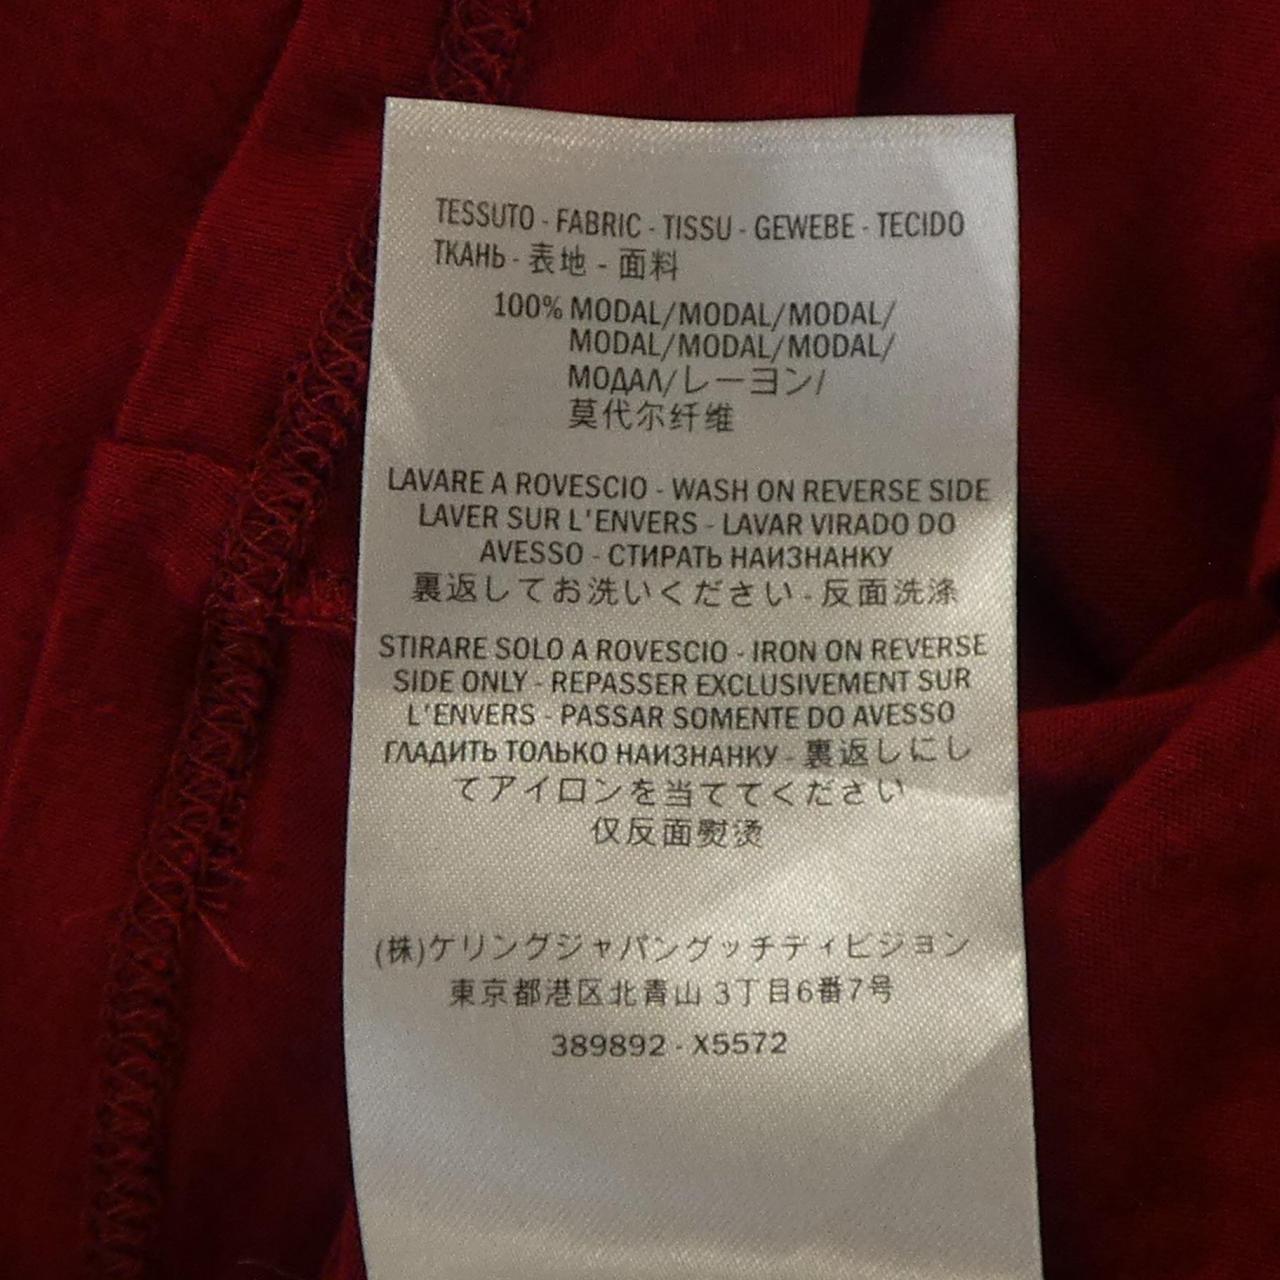 TESSUTO - FABRIC - TISSU - GEWEBE - TECIDO
ТКАНЬ - 表地 - 面料
100% MODAL/MODAL/MODAL/
MODAL/MODAL/MODAL/
МОДАЛ/レーヨン/
莫代尔纤维
LAVARE A ROVESCIO - WASH ON REVERSE SIDE
LAVER SUR L'ENVERS - LAVAR VIRADO DO
AVESSO - СТИРАТЬ НАИЗНАНКУ
裏返してお洗いください - 反面洗涤
STIRARE SOLO A ROVESCIO - IRON ON REVERSE
SIDE ONLY - REPASSER EXCLUSIVEMENT SUR
L'ENVERS - PASSAR SOMENTE DO AVESSO
ГЛАДИТЬ ТОЛЬКО НАИЗНАНКУ - 裏返しにし
てアイロンを当ててください
仅反面熨烫
(株)ケリングジャパングッチディビジョン
東京都港区北青山 3丁目6番7号
389892 - X5572